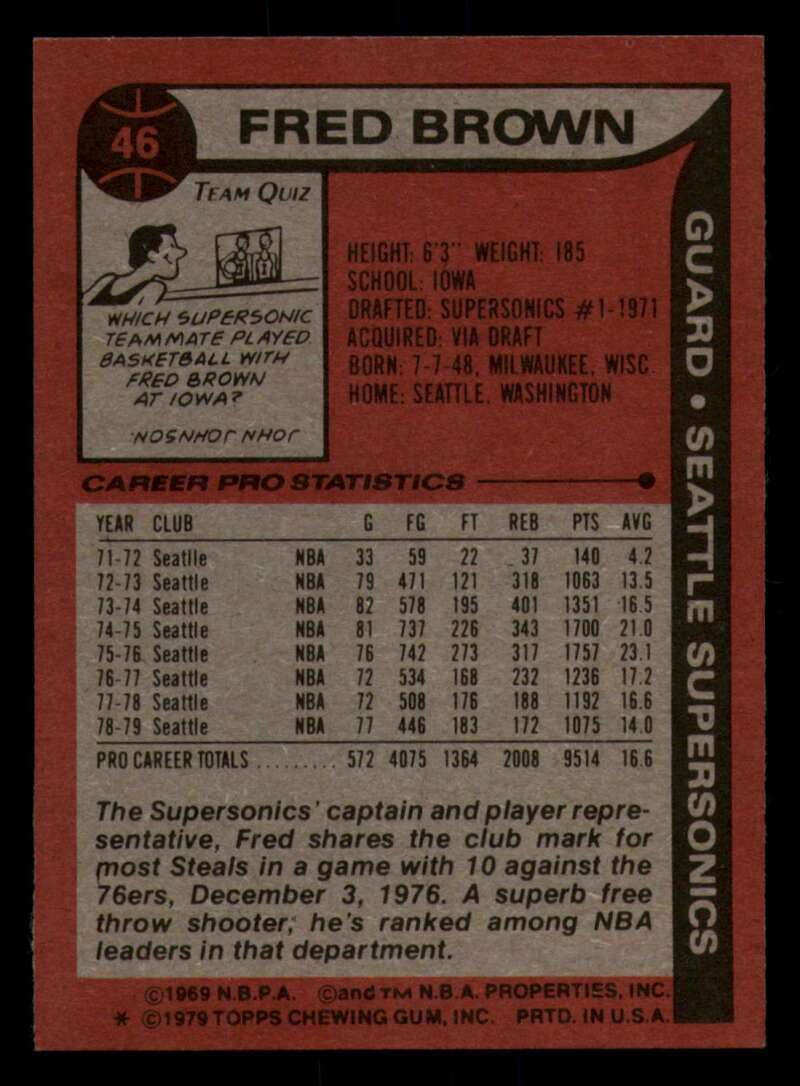 46
FRED BROWN
TEAM QUIZ
WHICH SUPERSONIC
TEAMMATE PLAYED
BASKETBALL WITH
FRED BROWN
AT IOWA?
JOHN JOHNSON
HEIGHT: 6'3" WEIGHT: 185
SCHOOL: IOWA
DRAFTED: SUPERSONICS #1-1971
ACQUIRED: VIA DRAFT
BORN: 7-7-48, MILWAUKEE, WISC.
HOME: SEATTLE, WASHINGTON
GUARD • SEATTLE SUPERSONICS
CAREER PRO STATISTICS
YEAR CLUB G FG FT REB PTS AVG
71-72 Seattle NBA 33 59 22 37 140 4.2
72-73 Seattle NBA 79 471 121 318 1063 13.5
73-74 Seattle NBA 82 578 195 401 1351 16.5
74-75 Seattle NBA 81 737 226 343 1700 21.0
75-76 Seattle NBA 76 742 273 317 1757 23.1
76-77 Seattle NBA 72 534 168 232 1236 17.2
77-78 Seattle NBA 72 508 176 188 1192 16.6
78-79 Seattle NBA 77 446 183 172 1075 14.0
PRO CAREER TOTALS ......... 572 4075 1364 2008 9514 16.6
The Supersonics' captain and player repre-
sentative, Fred shares the club mark for
most Steals in a game with 10 against the
76ers, December 3, 1976. A superb free
throw shooter, he's ranked among NBA
leaders in that department.
©1969 N.B.P.A. ©and TM N.B.A. PROPERTIES, INC.
* ©1979 TOPPS CHEWING GUM, INC. PRTD. IN U.S.A.